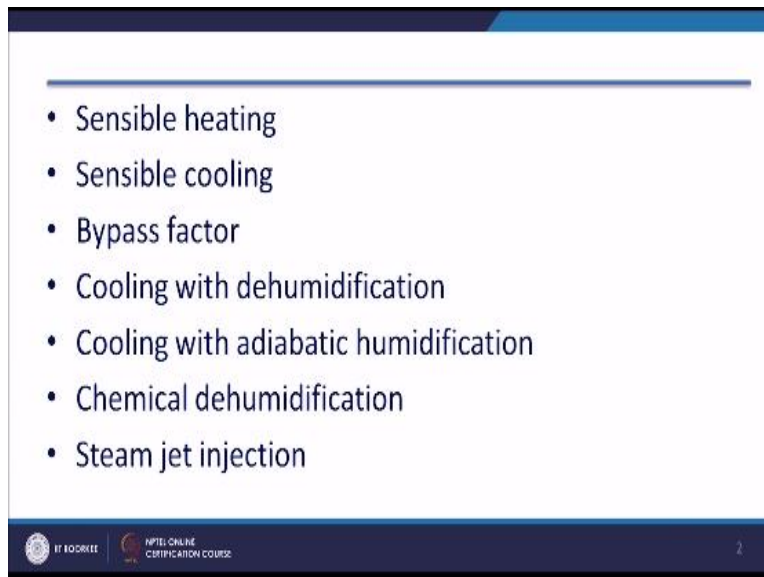 • Sensible heating
• Sensible cooling
• Bypass factor
• Cooling with dehumidification
• Cooling with adiabatic humidification
• Chemical dehumidification
• Steam jet injection
IIT ROORKEE
NPTEL ONLINE
CERTIFICATION COURSE
2